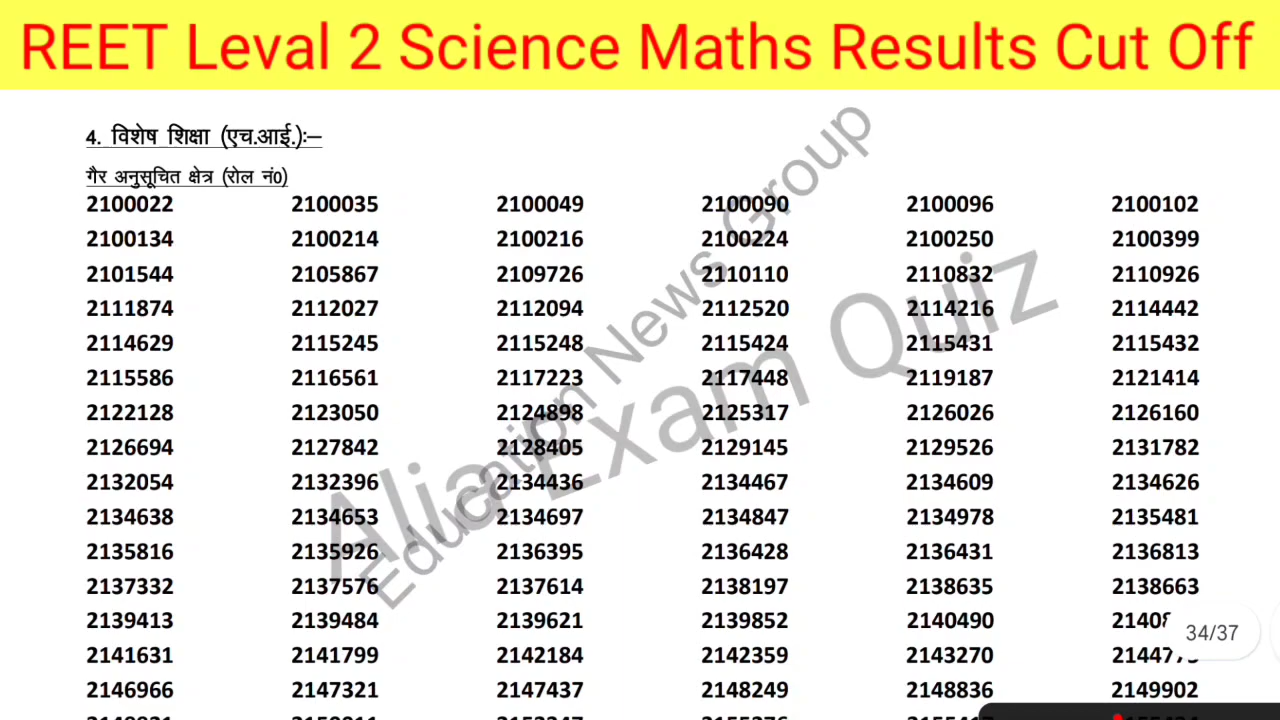 REET Leval 2 Science Maths Results Cut Off
4. विशेष शिक्षा (एच.आई.):–
गैर अनुसूचित क्षेत्र (रोल नं0)
2100022 2100035 2100049 2100090 2100096 2100102
2100134 2100214 2100216 2100224 2100250 2100399
2101544 2105867 2109726 2110110 2110832 2110926
2111874 2112027 2112094 2112520 2114216 2114442
2114629 2115245 2115248 2115424 2115431 2115432
2115586 2116561 2117223 2117448 2119187 2121414
2122128 2123050 2124898 2125317 2126026 2126160
2126694 2127842 2128405 2129145 2129526 2131782
2132054 2132396 2134436 2134467 2134609 2134626
2134638 2134653 2134697 2134847 2134978 2135481
2135816 2135926 2136395 2136428 2136431 2136813
2137332 2137576 2137614 2138197 2138635 2138663
2139413 2139484 2139621 2139852 2140490
34/37
2141631 2141799 2142184 2142359 2143270
2146966 2147321 2147437 2148249 2148836 2149902
Education News Group
Alia Exam Quiz